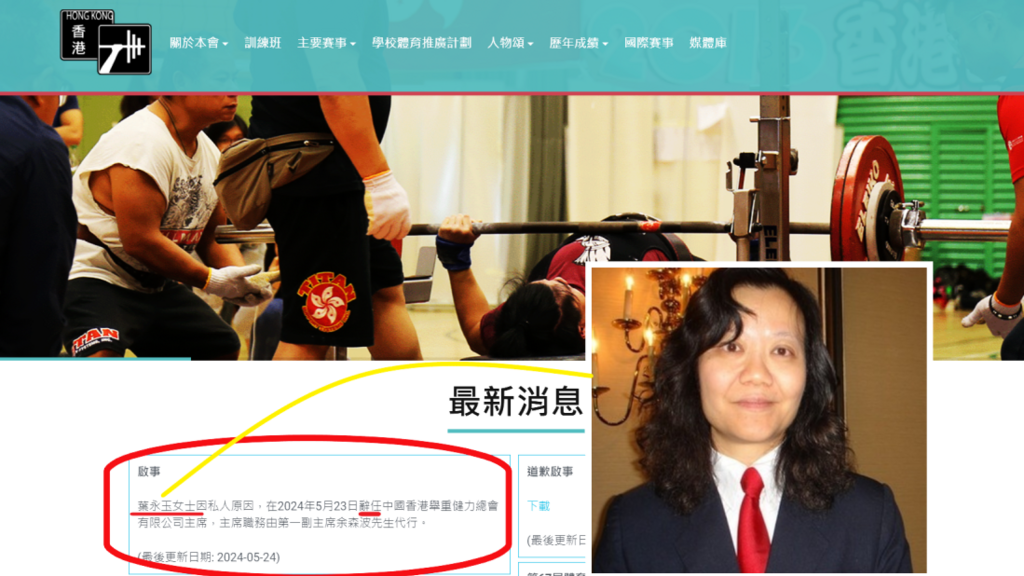 HONG KONG
香港
關於本會
訓練班
主要賽事
學校體育推廣計劃
人物頌
歷年成績
國際賽事
媒體庫
香港
TITAN
TITAN
ELEIKO
最新消息
啟事
葉永玉女士因私人原因，在2024年5月23日辭任中國香港舉重健力總會
有限公司主席，主席職務由第一副主席余森波先生代行。
(最後更新日期: 2024-05-24)
道歉啟事
下載
(最後更新日